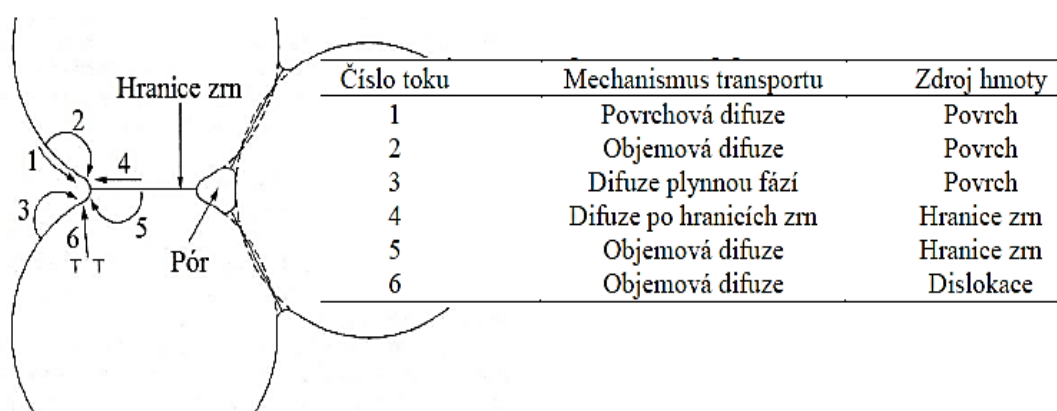 Hranice zrn
2
1
4
3
5
6
Pór
Číslo toku Mechanismus transportu Zdroj hmoty
1 Povrchová difuze Povrch
2 Objemová difuze Povrch
3 Difuze plynnou fází Povrch
4 Difuze po hranicích zrn Hranice zrn
5 Objemová difuze Hranice zrn
6 Objemová difuze Dislokace